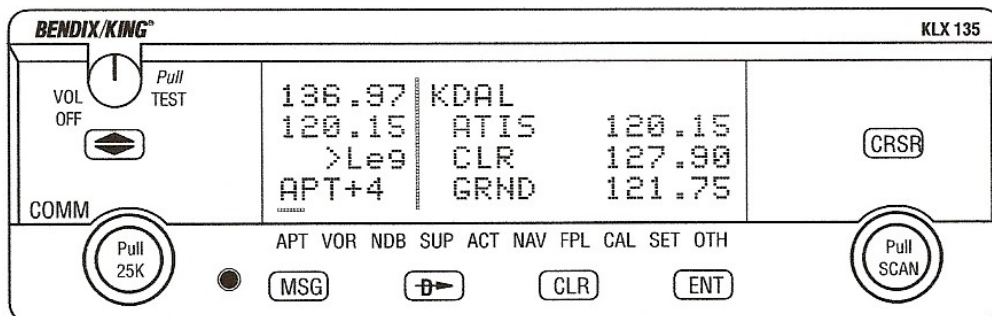 BENDIX/KING® KLX 135
VOL
OFF
Pull
TEST
COMM
Pull
25K
136.97 KDAL
120.15 ATIS 120.15
>Leg CLR 127.90
APT+4 GRND 121.75
CRSR
APT VOR NDB SUP ACT NAV FPL CAL SET OTH
MSG D CLR ENT
Pull
SCAN